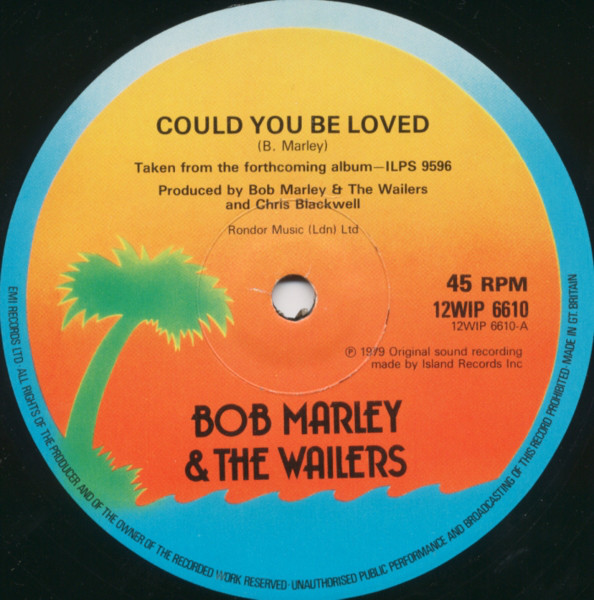 COULD YOU BE LOVED
(B. Marley)
Taken from the forthcoming album—ILPS 9596
Produced by Bob Marley & The Wailers
and Chris Blackwell
Rondor Music (Ldn) Ltd
45 RPM
12WIP 6610
12WIP 6610-A
℗ 1979 Original sound recording
made by Island Records Inc
BOB MARLEY
& THE WAILERS
EMI RECORDS LTD·ALL RIGHTS OF THE PRODUCER AND OF THE OWNER OF THE RECORDED WORK RESERVED·UNAUTHORISED PUBLIC PERFORMANCE AND BROADCASTING OF THIS RECORD PROHIBITED·MADE IN GT. BRITAIN